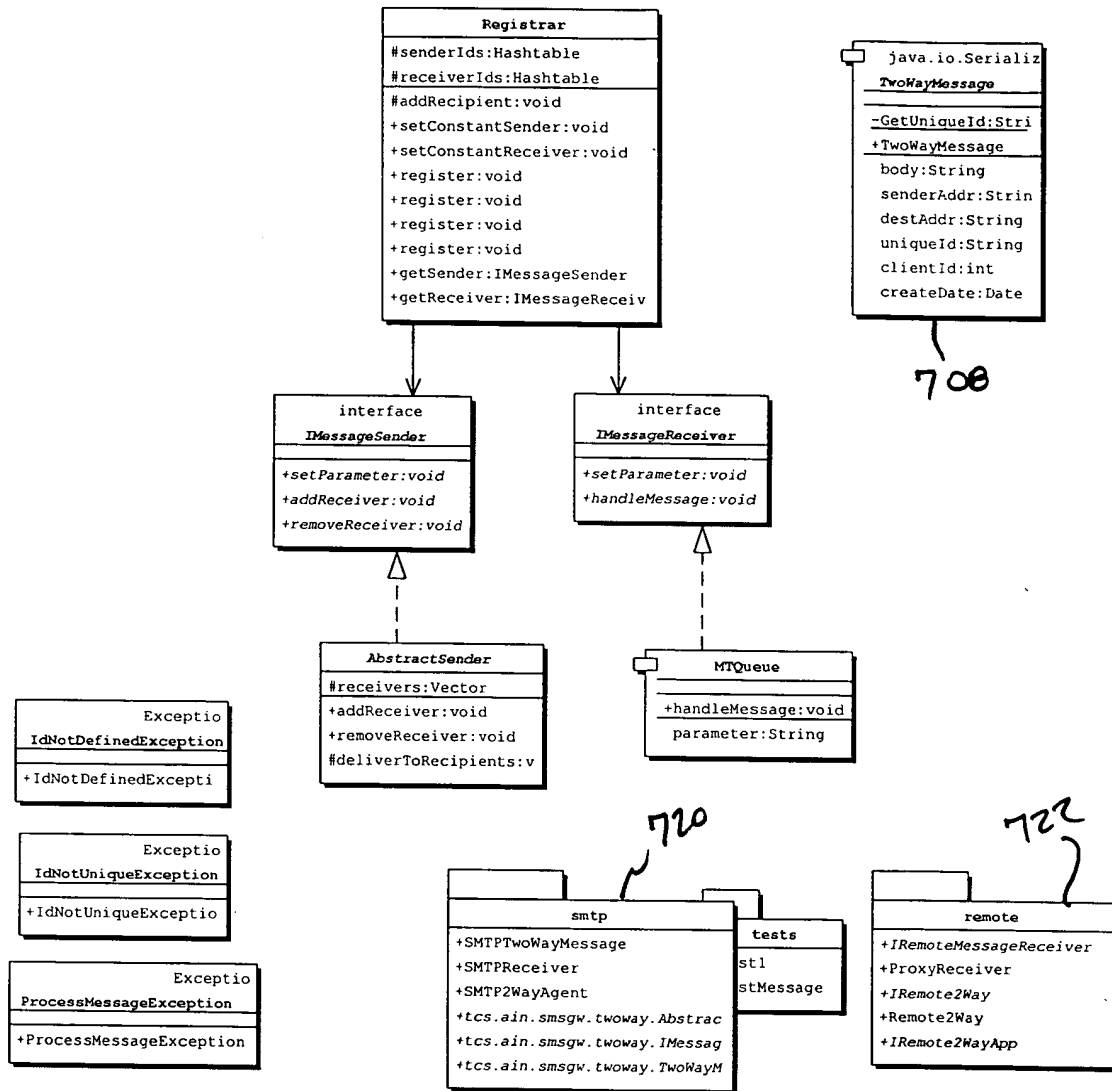 Registrar
#senderIds:Hashtable
#receiverIds:Hashtable
#addRecipient:void
+setConstantSender:void
+setConstantReceiver:void
+register:void
+register:void
+register:void
+register:void
+getSender:IMessageSender
+getReceiver:IMessageReceiv
java.io.Serializ
TwoWayMessage
-GetUniqueId:Stri
+TwoWayMessage
body:String
senderAddr:Strin
destAddr:String
uniqueId:String
clientId:int
createDate:Date
708
interface
IMessageSender
+setParameter:void
+addReceiver:void
+removeReceiver:void
interface
IMessageReceiver
+setParameter:void
+handleMessage:void
AbstractSender
#receivers:Vector
+addReceiver:void
+removeReceiver:void
#deliverToRecipients:v
MTQueue
+handleMessage:void
parameter:String
Exceptio
IdNotDefinedException
+IdNotDefinedExcepti
Exceptio
IdNotUniqueException
+IdNotUniqueExceptio
Exceptio
ProcessMessageException
+ProcessMessageException
720
smtp
+SMTPTwoWayMessage
+SMTPReceiver
+SMTP2WayAgent
+tcs.ain.smsgw.twoway.Abstrac
+tcs.ain.smsgw.twoway.IMessag
+tcs.ain.smsgw.twoway.TwoWayM
tests
st1
stMessage
722
remote
+IRemoteMessageReceiver
+ProxyReceiver
+IRemote2Way
+Remote2Way
+IRemote2WayApp